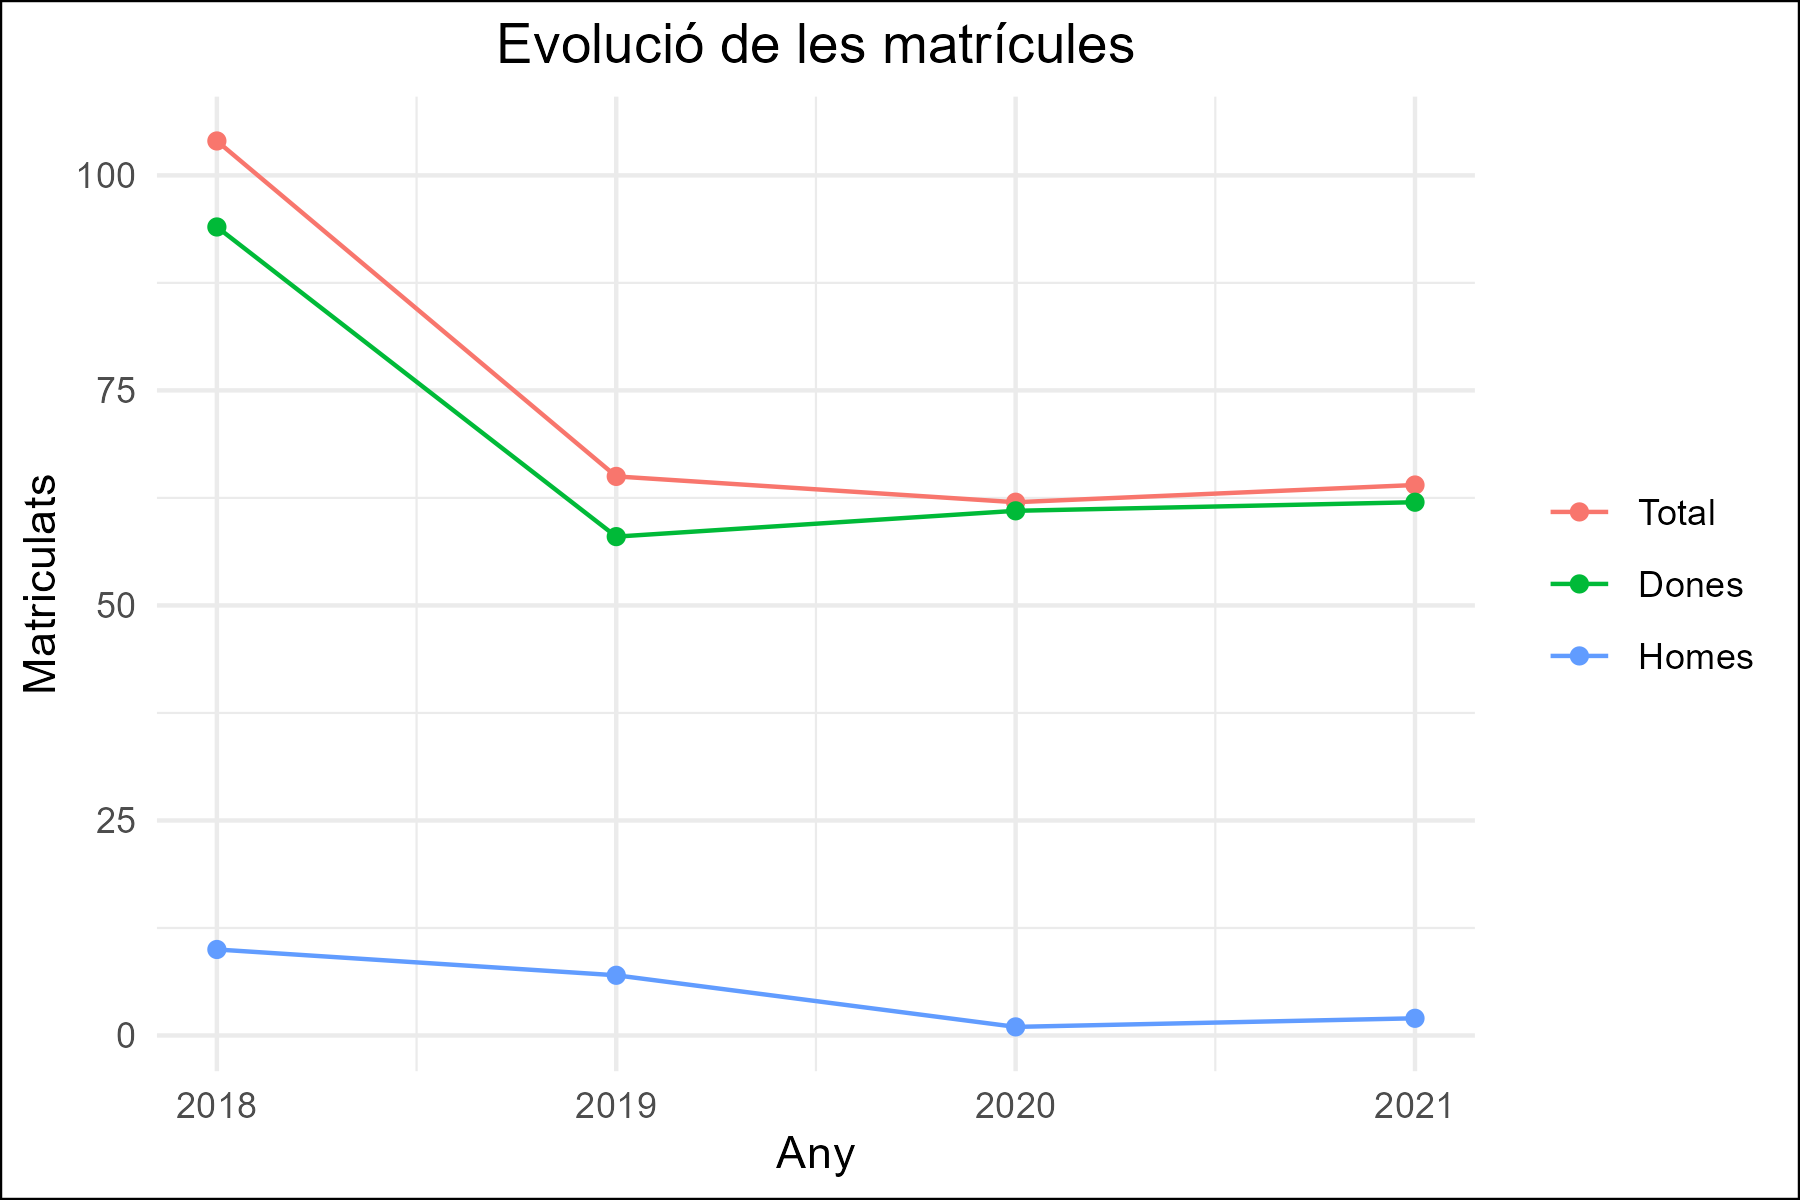 Evolució de les matrícules
100
75
50
25
0
Matriculats
2018 2019 2020 2021
Any
Total
Dones
Homes